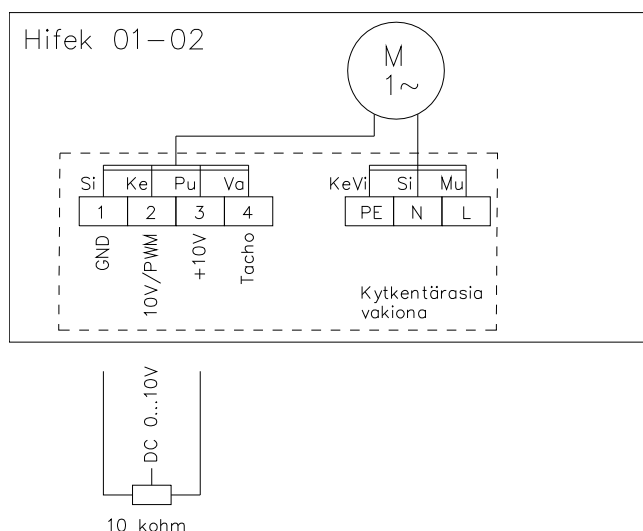 Hifek 01-02
M
1~
Si Ke Pu Va
KeVi Si Mu
1 2 3 4
PE N L
GND
10V/PWM
+10V
Tacho
Kytkentärasia
vakiona
DC 0...10V
10 kohm